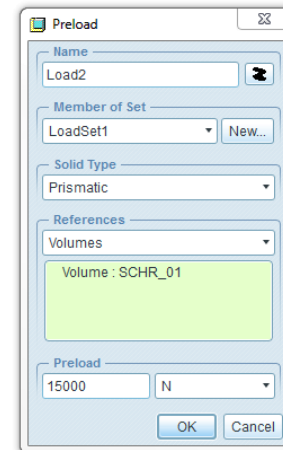 Preload
Name
Load2
Member of Set
LoadSet1 New...
Solid Type
Prismatic
References
Volumes
Volume : SCHR_01
Preload
15000 N
OK Cancel